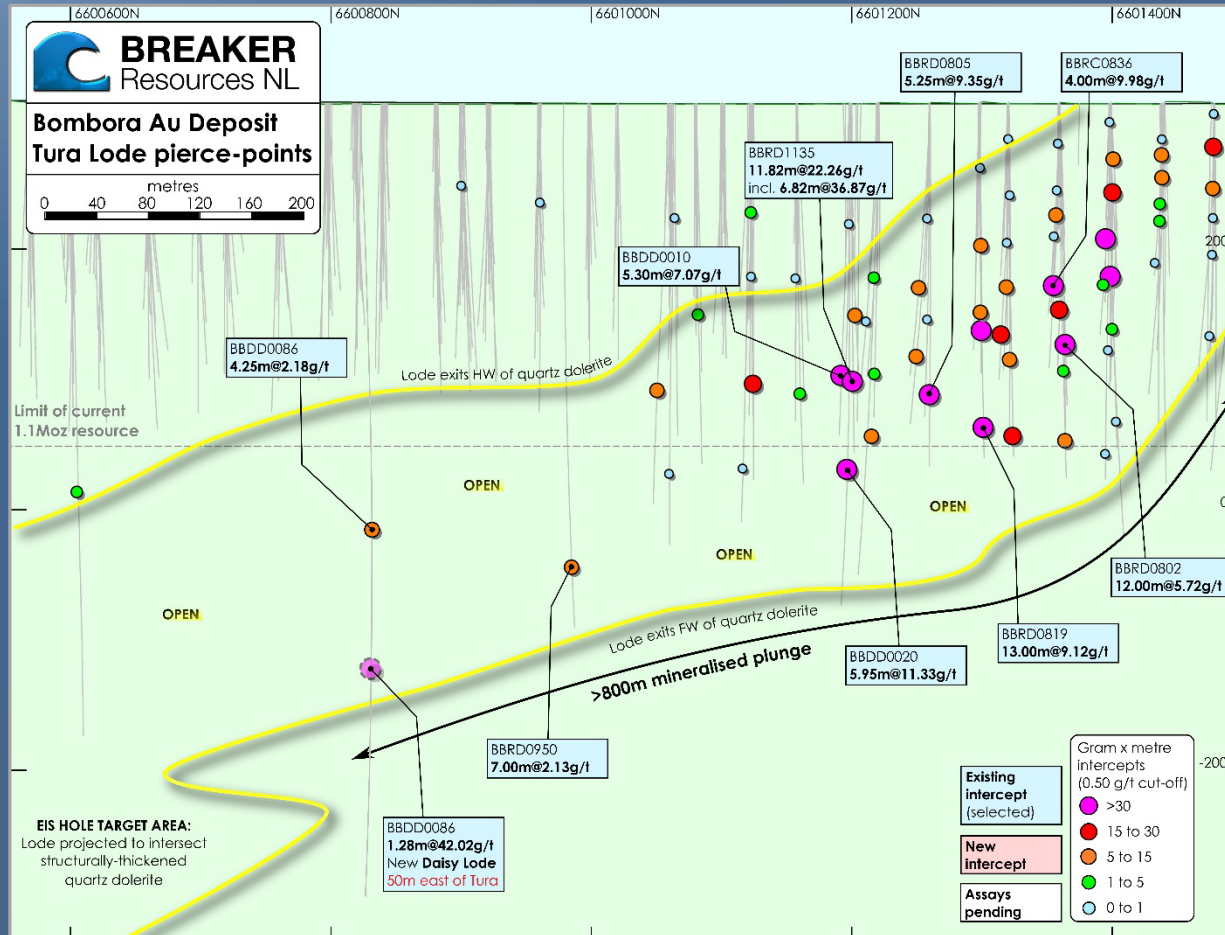 6600600N
6600800N
6601000N
6601200N
6601400N
BREAKER
Resources NL
Bombora Au Deposit
Tura Lode pierce-points
metres
0 40 80 120 160 200
BBRD0805
5.25m@9.35g/t
BBRC0836
4.00m@9.98g/t
BBRD1135
11.82m@22.26g/t
incl. 6.82m@36.87g/t
BBDD0010
5.30m@7.07g/t
200
BBDD0086
4.25m@2.18g/t
Lode exits HW of quartz dolerite
Limit of current
1.1Moz resource
OPEN
OPEN
0
OPEN
OPEN
BBRD0802
12.00m@5.72g/t
Lode exits FW of quartz dolerite
BBRD0819
13.00m@9.12g/t
BBDD0020
5.95m@11.33g/t
>800m mineralised plunge
BBRD0950
7.00m@2.13g/t
-200
EIS HOLE TARGET AREA:
Lode projected to intersect
structurally-thickened
quartz dolerite
BBDD0086
1.28m@42.02g/t
New Daisy Lode
50m east of Tura
Existing
intercept
(selected)
New
intercept
Assays
pending
Gram x metre
intercepts
(0.50 g/t cut-off)
>30
15 to 30
5 to 15
1 to 5
0 to 1